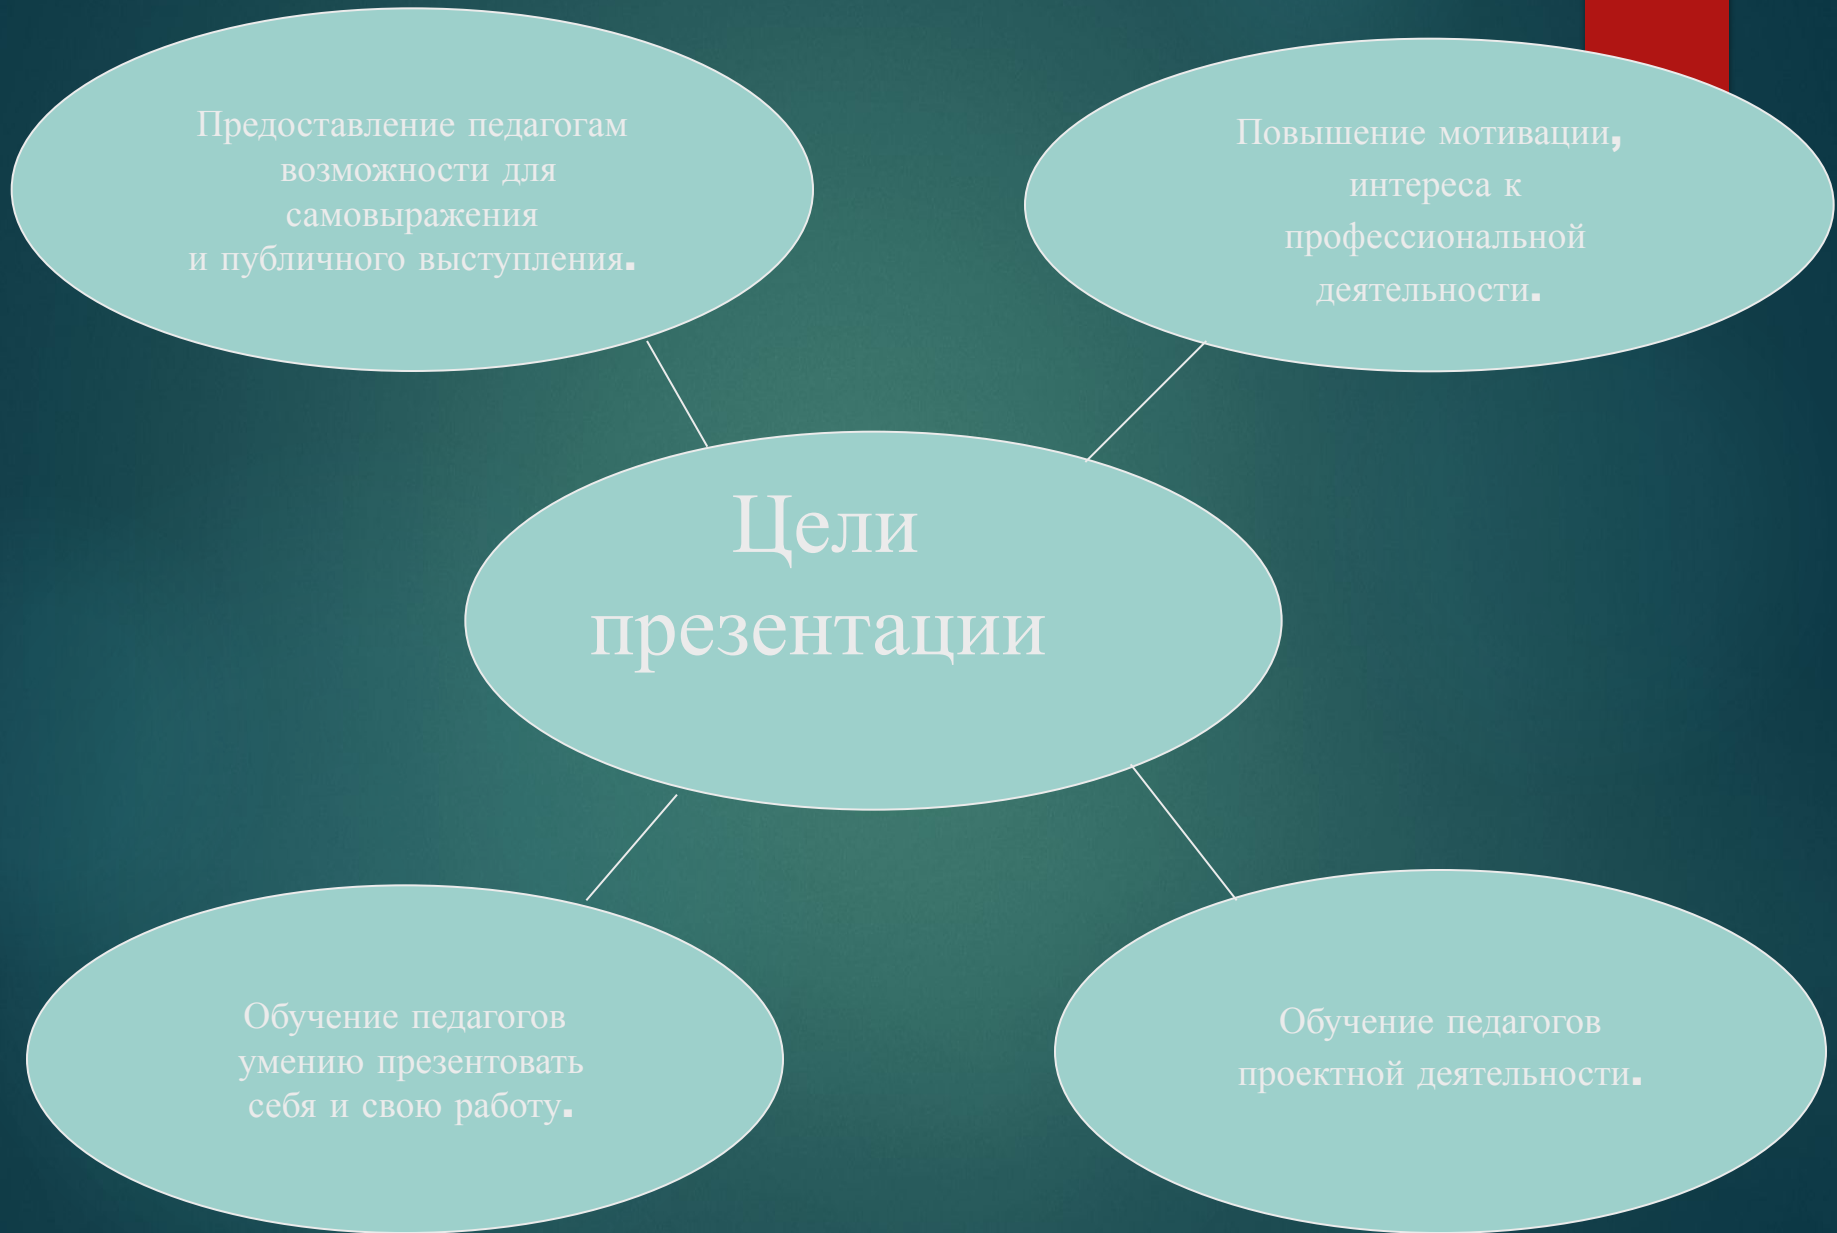 Предоставление педагогам
возможности для
самовыражения
и публичного выступления.
Повышение мотивации,
интереса к
профессиональной
деятельности.
Цели
презентации
Обучение педагогов
умению презентовать
себя и свою работу.
Обучение педагогов
проектной деятельности.